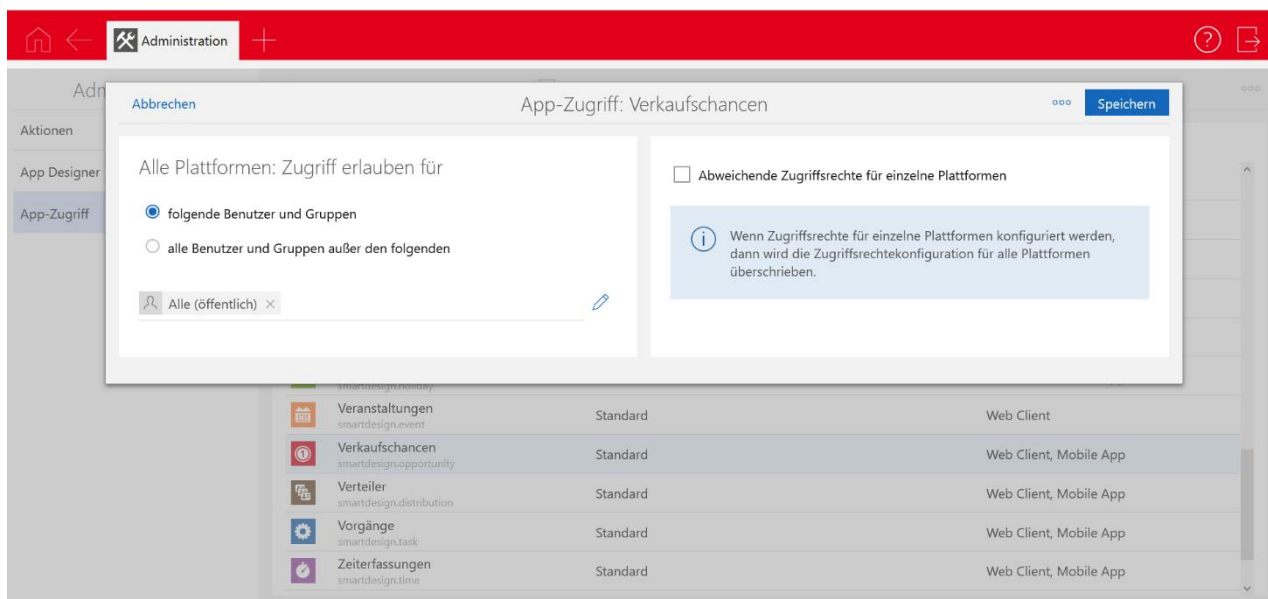 Administration
Adn
Abbrechen
App-Zugriff: Verkaufschancen
Speichern
Aktionen
App Designer
App-Zugriff
Alle Plattformen: Zugriff erlauben für
folgende Benutzer und Gruppen
alle Benutzer und Gruppen außer den folgenden
Alle (öffentlich)
Abweichende Zugriffsrechte für einzelne Plattformen
Wenn Zugriffsrechte für einzelne Plattformen konfiguriert werden,
dann wird die Zugriffsrechtekonfiguration für alle Plattformen
überschrieben.
smartdesign.holiday
Veranstaltungen Standard Web Client
smartdesign.event
Verkaufschancen Standard Web Client, Mobile App
smartdesign.opportunity
Verteiler Standard Web Client, Mobile App
smartdesign.distribution
Vorgänge Standard Web Client, Mobile App
smartdesign.task
Zeiterfassungen Standard Web Client, Mobile App
smartdesign.time